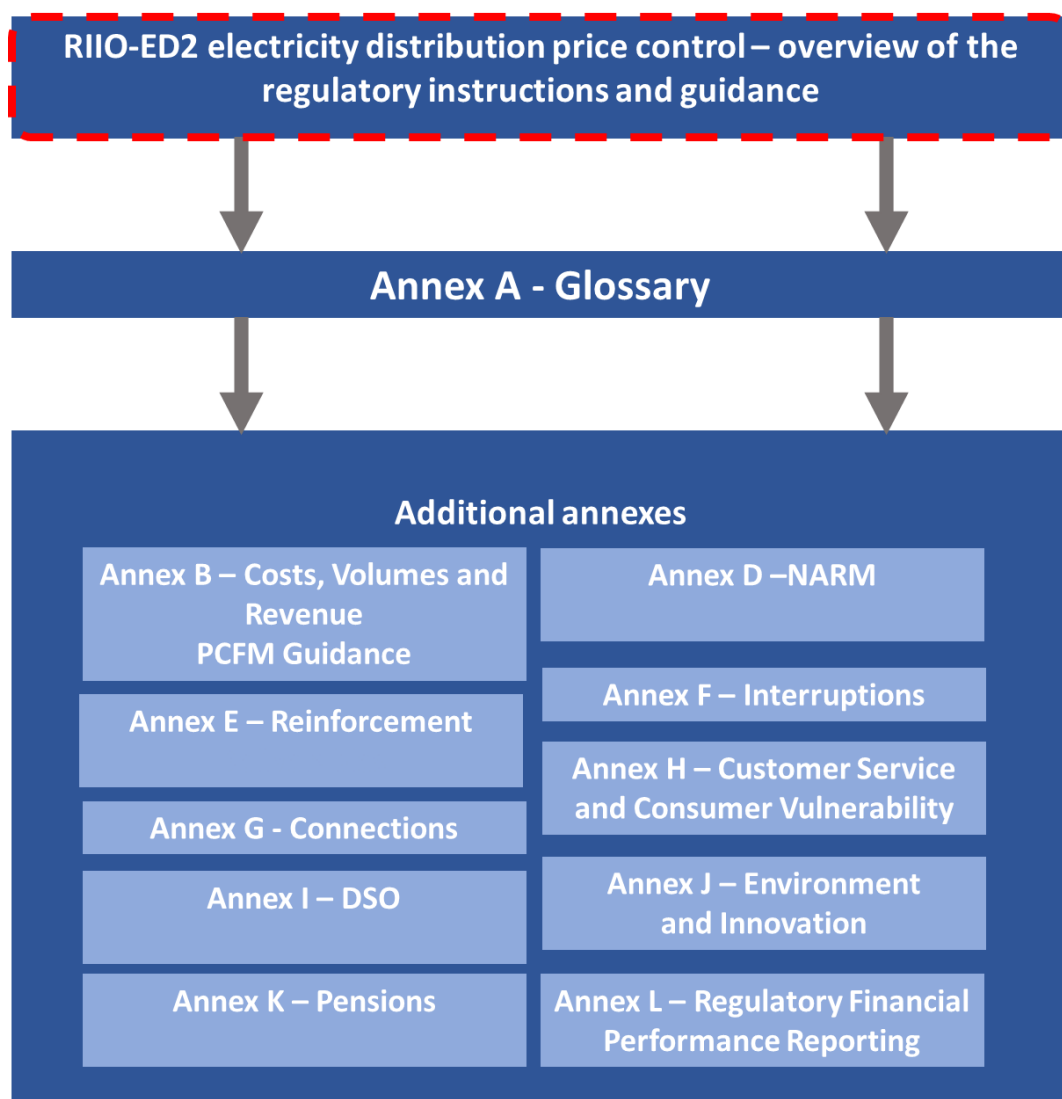 RIIO-ED2 electricity distribution price control – overview of the
regulatory instructions and guidance
Annex A - Glossary
Additional annexes
Annex B – Costs, Volumes and
Revenue
PCFM Guidance
Annex D –NARM
Annex E – Reinforcement
Annex F – Interruptions
Annex G - Connections
Annex H – Customer Service
and Consumer Vulnerability
Annex I – DSO
Annex J – Environment
and Innovation
Annex K – Pensions
Annex L – Regulatory Financial
Performance Reporting